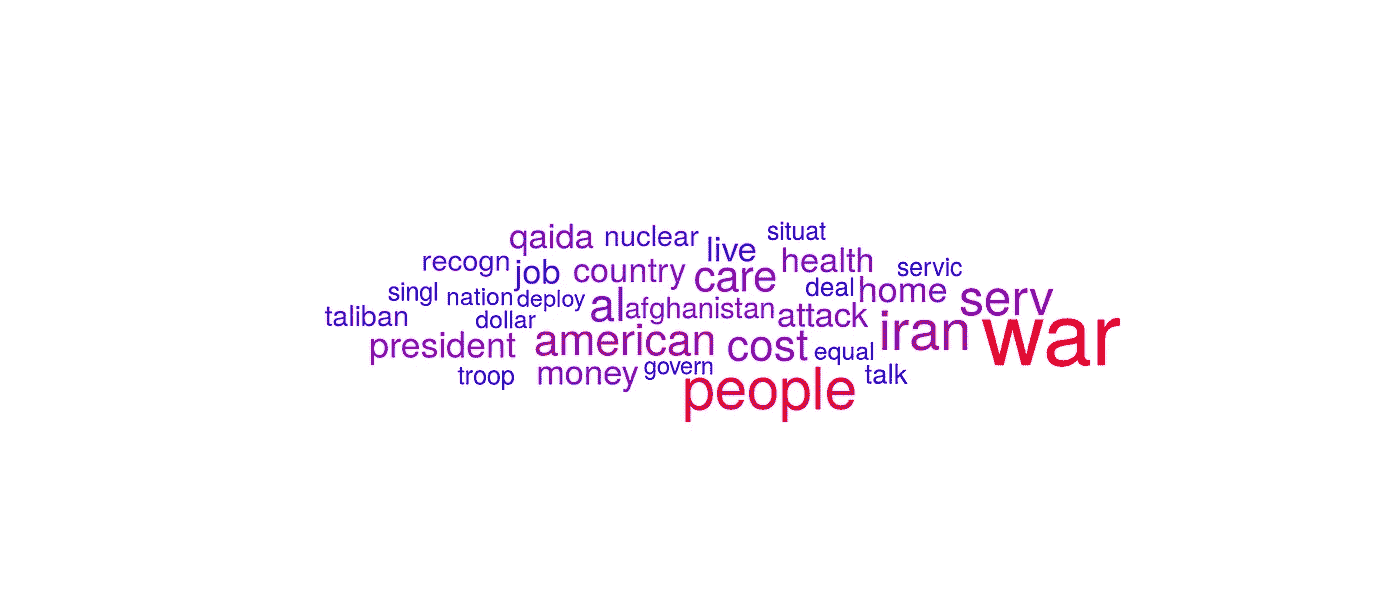 situat
qaida nuclear live
recogn job country care health servic
singl nation deploy al afghanistan deal home serv
taliban dollar attack iran war
president american cost equal
troop money govern people talk